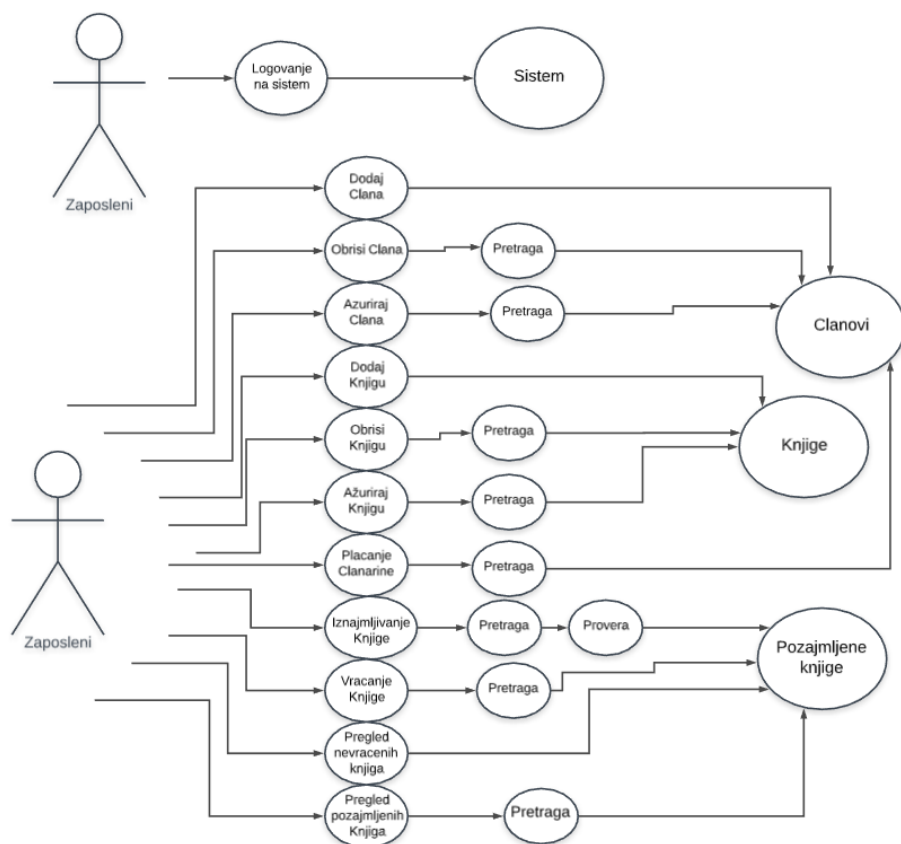 Logovanje
na sistem
Sistem
Zaposleni
Dodaj
Clana
Obrisi Clana
Pretraga
Azuriraj
Clana
Pretraga
Clanovi
Dodaj
Knjigu
Obrisi
Knjigu
Pretraga
Knjige
Ažuriraj
Knjigu
Pretraga
Placanje
Clanarine
Pretraga
Zaposleni
Iznajmljivanje
Knjige
Pretraga
Provera
Pozajmljene
knjige
Vracanje
Knjige
Pretraga
Pregled
nevracenih
knjiga
Pregled
pozajmljenih
Knjiga
Pretraga